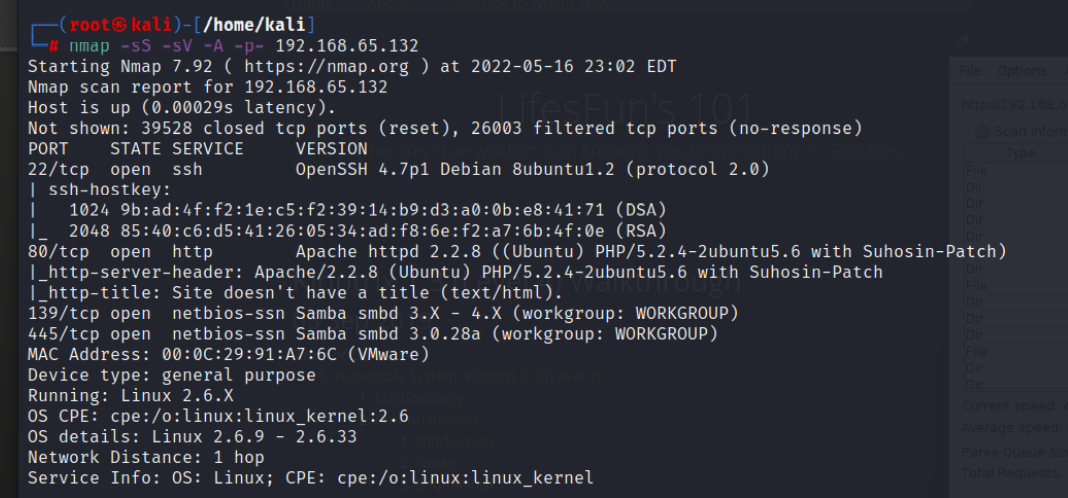 Home About Subscribe to What's New
┌──(root㉿kali)-[/home/kali]
└─# nmap -sS -sV -A -p- 192.168.65.132
Starting Nmap 7.92 ( https://nmap.org ) at 2022-05-16 23:02 EDT
Nmap scan report for 192.168.65.132
Host is up (0.00029s latency).
Not shown: 39528 closed tcp ports (reset), 26003 filtered tcp ports (no-response)
PORT    STATE SERVICE     VERSION
22/tcp  open  ssh         OpenSSH 4.7p1 Debian 8ubuntu1.2 (protocol 2.0)
| ssh-hostkey:
|   1024 9b:ad:4f:f2:1e:c5:f2:39:14:b9:d3:a0:0b:e8:41:71 (DSA)
|_  2048 85:40:c6:d5:41:26:05:34:ad:f8:6e:f2:a7:6b:4f:0e (RSA)
80/tcp  open  http        Apache httpd 2.2.8 ((Ubuntu) PHP/5.2.4-2ubuntu5.6 with Suhosin-Patch)
|_http-server-header: Apache/2.2.8 (Ubuntu) PHP/5.2.4-2ubuntu5.6 with Suhosin-Patch
|_http-title: Site doesn't have a title (text/html).
139/tcp open  netbios-ssn Samba smbd 3.X - 4.X (workgroup: WORKGROUP)
445/tcp open  netbios-ssn Samba smbd 3.0.28a (workgroup: WORKGROUP)
MAC Address: 00:0C:29:91:A7:6C (VMware)
Device type: general purpose
Running: Linux 2.6.X
OS CPE: cpe:/o:linux:linux_kernel:2.6
OS details: Linux 2.6.9 - 2.6.33
Network Distance: 1 hop
Service Info: OS: Linux; CPE: cpe:/o:linux:linux_kernel
LifesFun's 101
Walkthrough
File Options
http://192.168.6
Scan inform
Type
File
Dir
Dir
Dir
Dir
File
Dir
Dir
Dir
File
Dir
Dir
Current speed:
Average speed:
Parse Queue Siz
Total Requests: